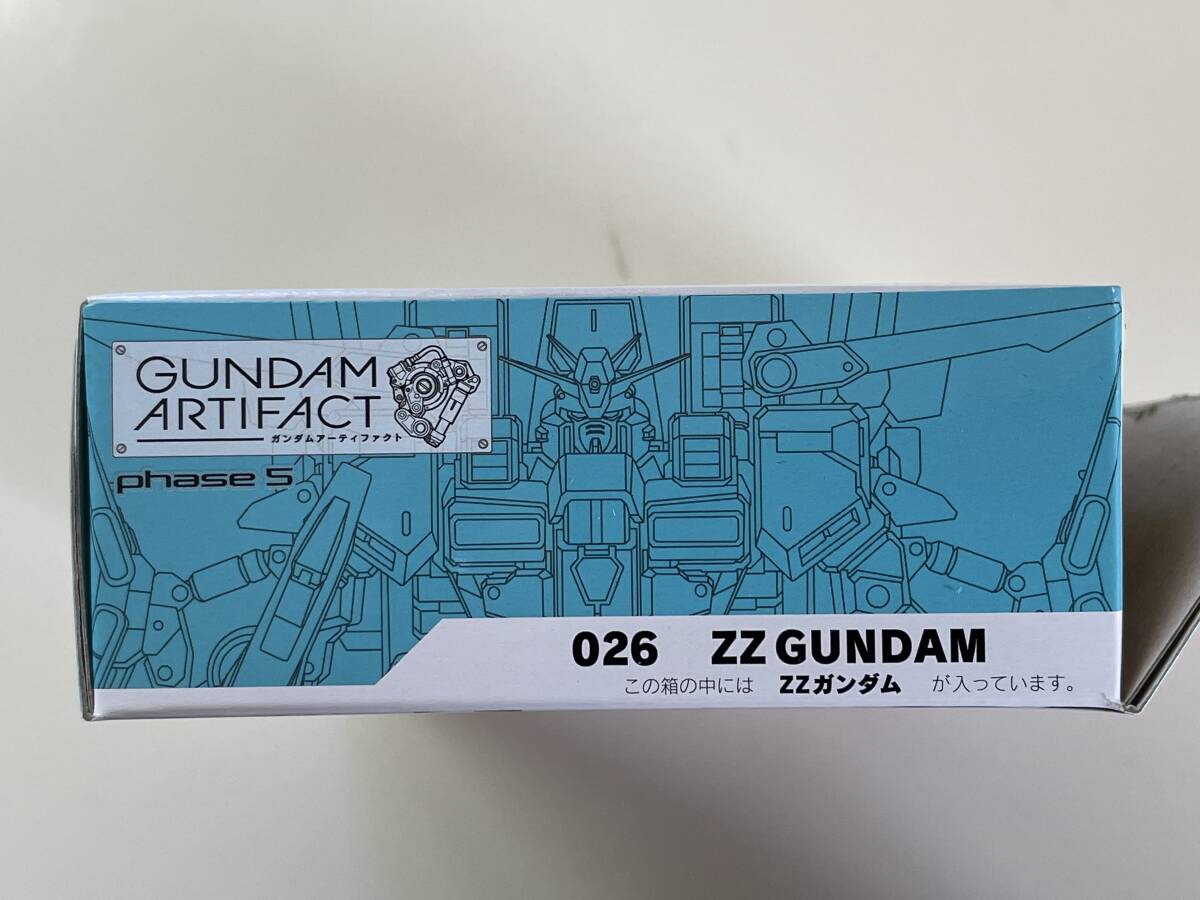 GUNDAM
ARTIFACT
ガンダムアーティファクト
phase 5
026 ZZ GUNDAM
この箱の中には ZZガンダム が入っています。